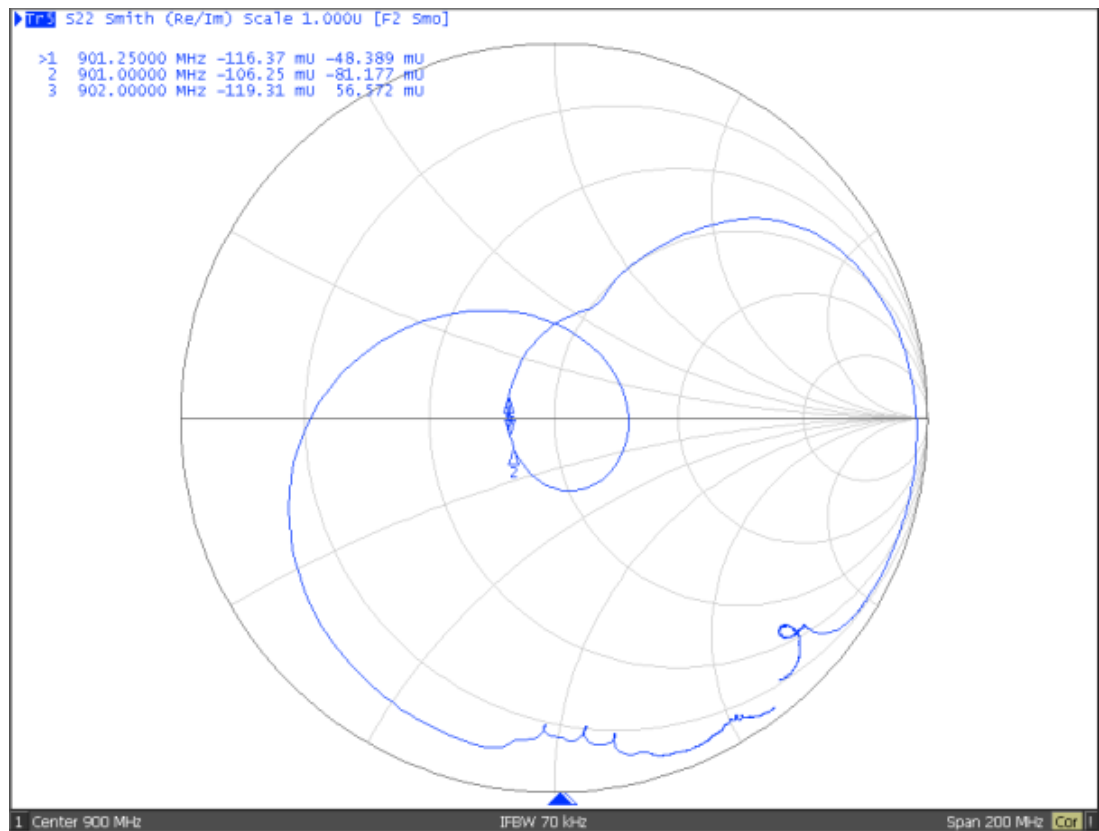 Tr3 S22 Smith (Re/Im) Scale 1.000U [F2 Smo]
>1 901.25000 MHz -116.37 mU -48.389 mU
2 901.00000 MHz -106.25 mU -81.177 mU
3 902.00000 MHz -119.31 mU 56.572 mU
2
1 Center 900 MHz IFBW 70 kHz Span 200 MHz Cor !